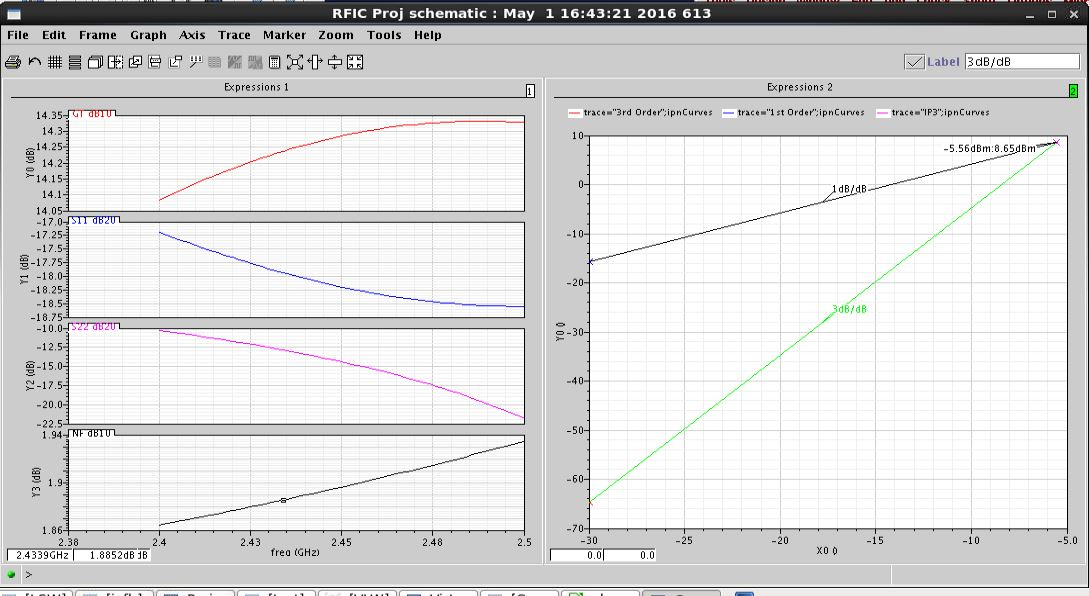 RFIC Proj schematic : May 1 16:43:21 2016 613
File Edit Frame Graph Axis Trace Marker Zoom Tools Help
Label 3dB/dB
Expressions 1
1
GT dB10
14.35
14.3
14.25
14.2
14.15
14.1
14.05
Y0 (dB)
S11 dB20
-17.0
-17.25
-17.5
-17.75
-18.0
-18.25
-18.5
-18.75
Y1 (dB)
S22 dB20
-10.0
-12.5
-15.0
-17.5
-20.0
-22.5
Y2 (dB)
NF dB10
1.94
1.9
1.86
Y3 (dB)
2.38 2.4 2.43 2.45 2.48 2.5
freq (GHz)
2.4339GHz 1.8852dB dB
Expressions 2
2
trace="3rd Order";ipnCurves trace="1st Order";ipnCurves trace="IP3";ipnCurves
10
0
-10
-20
-30
-40
-50
-60
-70
Y0 ()
-5.56dBm:8.65dBm
1dB/dB
3dB/dB
-30 -25 -20 -15 -10 -5.0
X0 ()
0.0 0.0
>